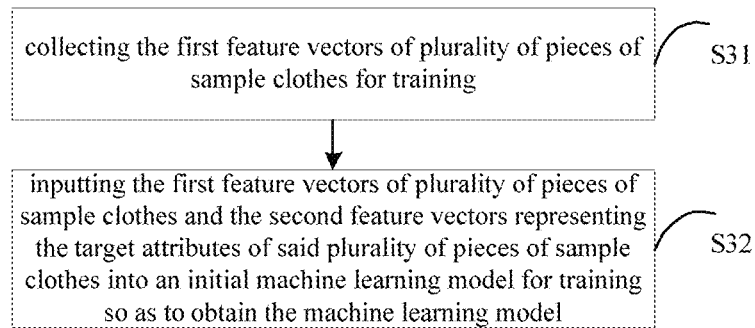 collecting the first feature vectors of plurality of pieces of
sample clothes for training
S31
inputting the first feature vectors of plurality of pieces of
sample clothes and the second feature vectors representing
the target attributes of said plurality of pieces of sample
clothes into an initial machine learning model for training
so as to obtain the machine learning model
S32